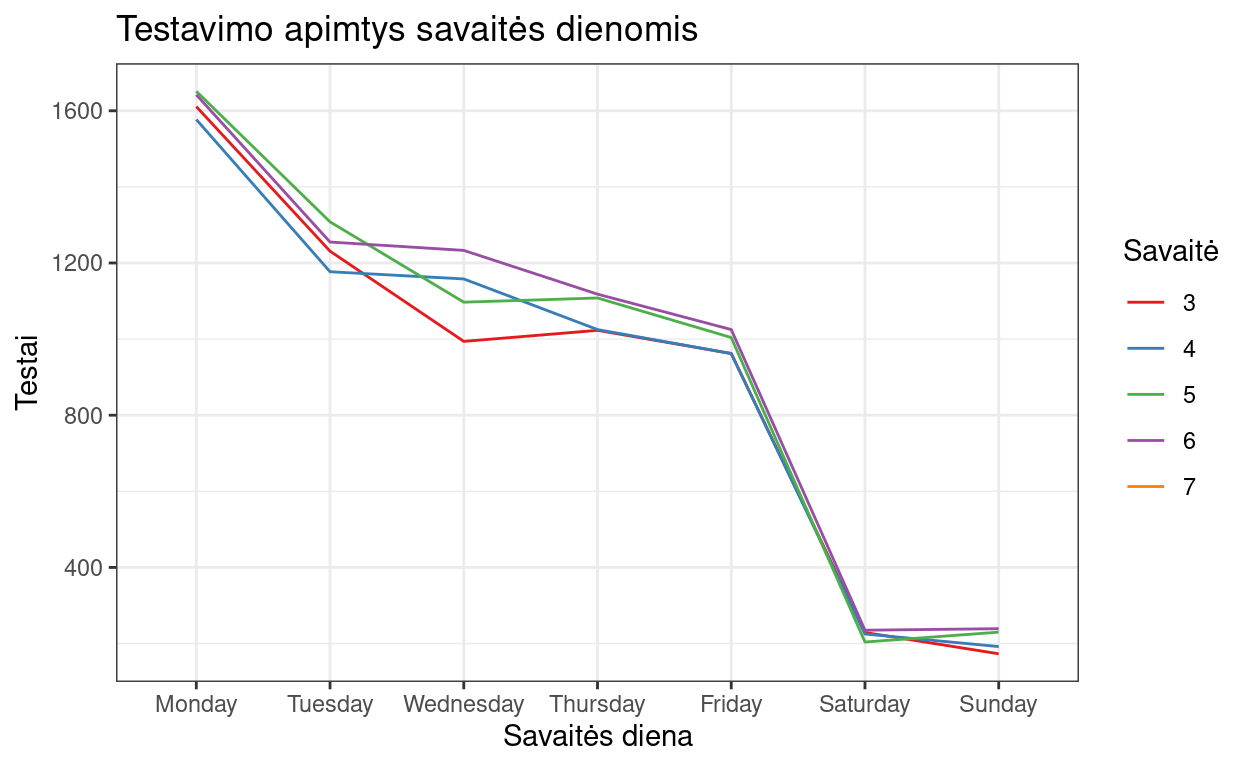 Testavimo apimtys savaitės dienomis
1600
1200
800
400
Testai
Monday
Tuesday
Wednesday
Thursday
Friday
Saturday
Sunday
Savaitės diena
Savaitė
3
4
5
6
7